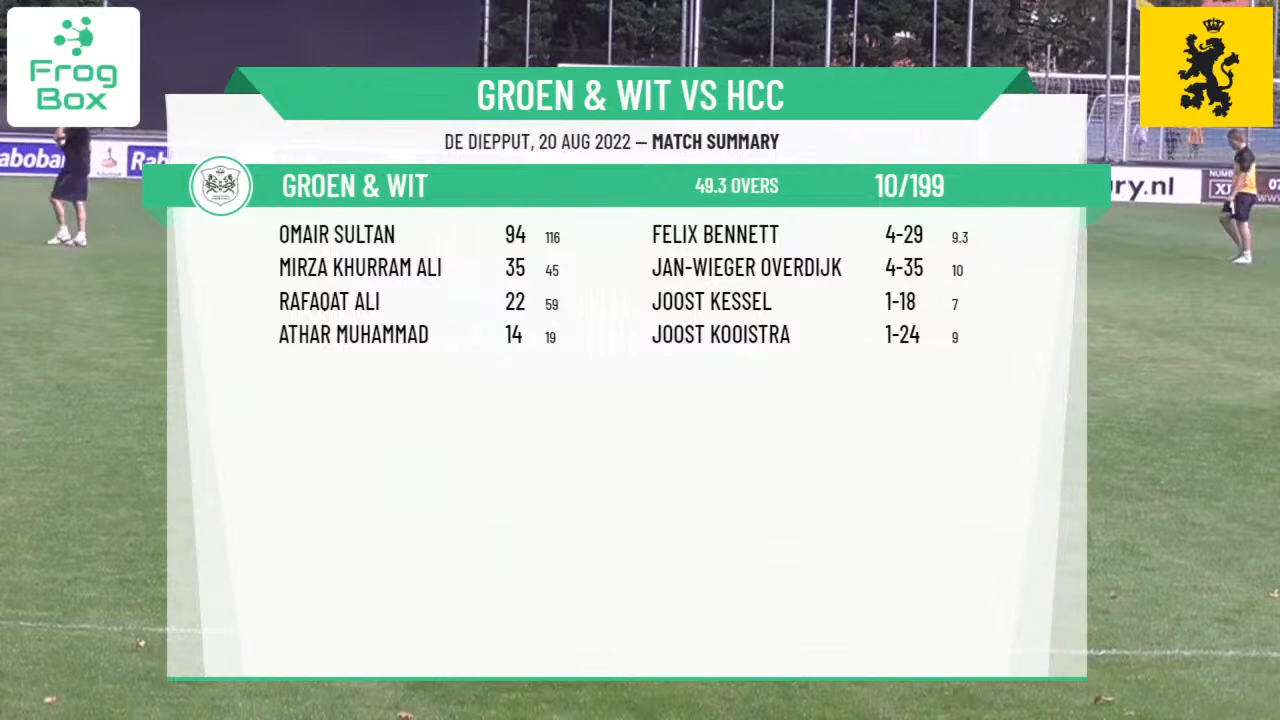 Frog
Box
GROEN & WIT VS HCC
DE DIEPPUT, 20 AUG 2022 – MATCH SUMMARY
GROEN & WIT 49.3 OVERS 10/199
OMAIR SULTAN 94 116 FELIX BENNETT 4-29 9.3
MIRZA KHURRAM ALI 35 45 JAN-WIEGER OVERDIJK 4-35 10
RAFAQAT ALI 22 59 JOOST KESSEL 1-18 7
ATHAR MUHAMMAD 14 19 JOOST KOOISTRA 1-24 9